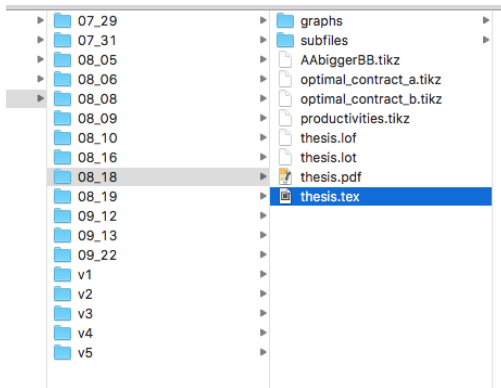 07_29
07_31
08_05
08_06
08_08
08_09
08_10
08_16
08_18
08_19
09_12
09_13
09_22
v1
v2
v3
v4
v5
graphs
subfiles
AAbiggerBB.tikz
optimal_contract_a.tikz
optimal_contract_b.tikz
productivities.tikz
thesis.lof
thesis.lot
thesis.pdf
thesis.tex